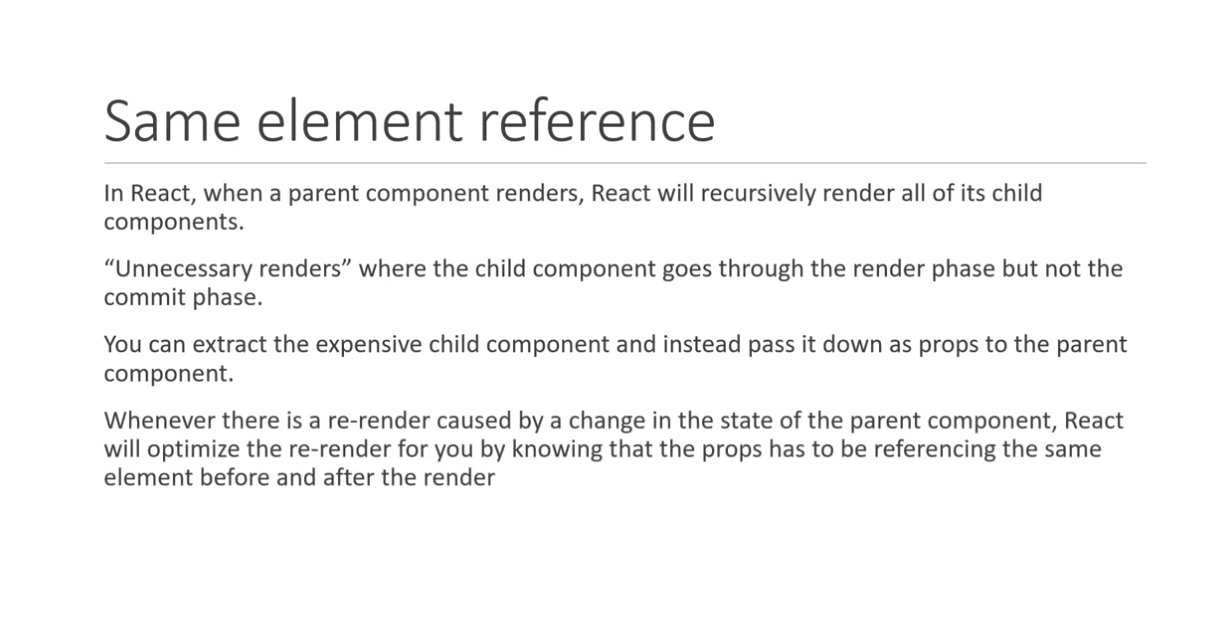 Same element reference
In React, when a parent component renders, React will recursively render all of its child
components.
“Unnecessary renders” where the child component goes through the render phase but not the
commit phase.
You can extract the expensive child component and instead pass it down as props to the parent
component.
Whenever there is a re-render caused by a change in the state of the parent component, React
will optimize the re-render for you by knowing that the props has to be referencing the same
element before and after the render